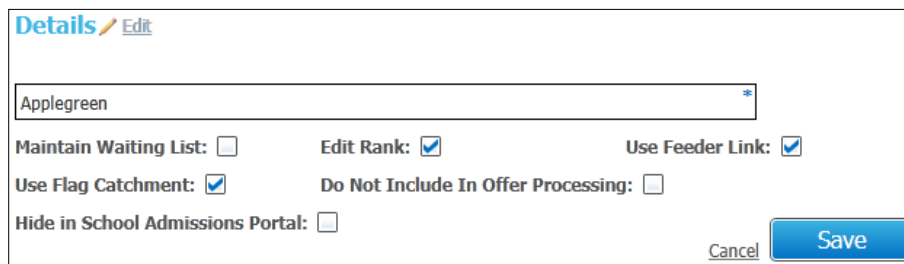 Details Edit
Applegreen *
Maintain Waiting List: Edit Rank: Use Feeder Link:
Use Flag Catchment: Do Not Include In Offer Processing:
Hide in School Admissions Portal:
Cancel Save